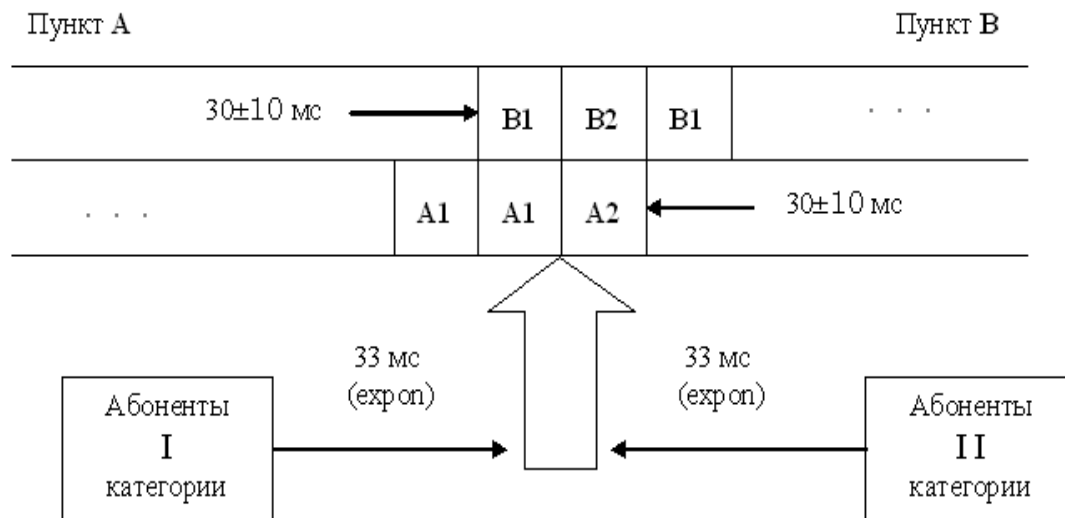 Пункт А
Пункт В
30±10 мс
В1
В2
В1
. . .
. . .
А1
А1
А2
30±10 мс
33 мс
(expon)
33 мс
(expon)
Абоненты
I
категории
Абоненты
II
категории